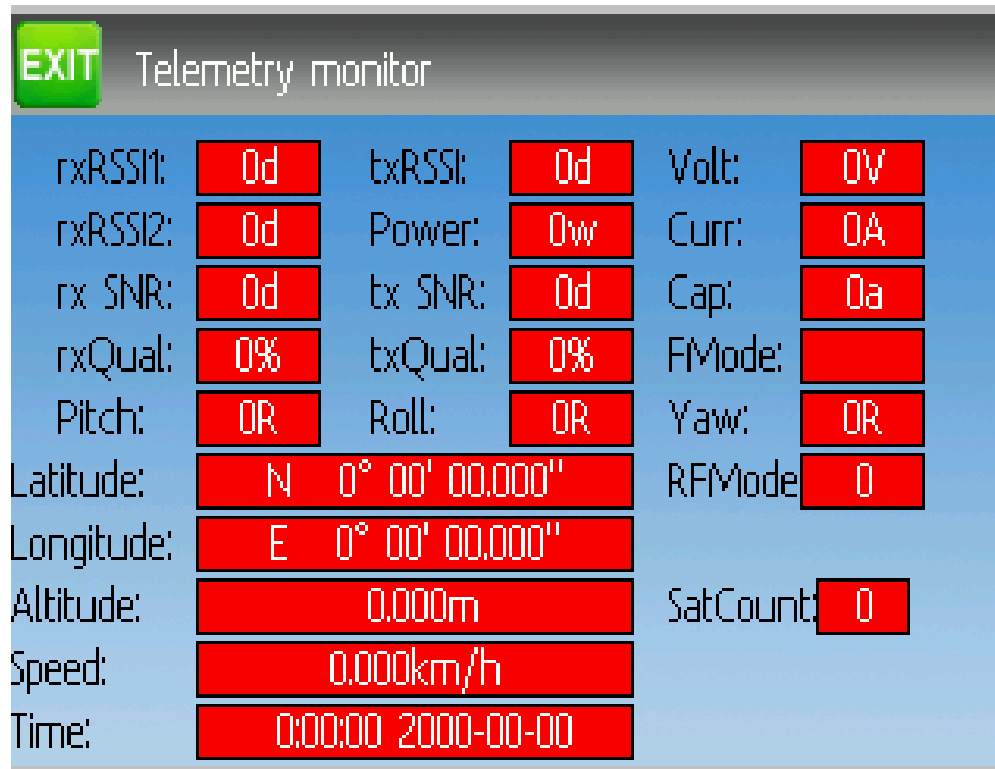 EXIT Telemetry monitor
rxRSSI1: 0d txRSSI: 0d Volt: 0V
rxRSSI2: 0d Power: 0w Curr: 0A
rx SNR: 0d tx SNR: 0d Cap: 0a
rxQual: 0% txQual: 0% FMode:
Pitch: 0R Roll: 0R Yaw: 0R
Latitude: N 0° 00' 00.000" RFMode 0
Longitude: E 0° 00' 00.000"
Altitude: 0.000m SatCount: 0
Speed: 0.000km/h
Time: 0:00:00 2000-00-00